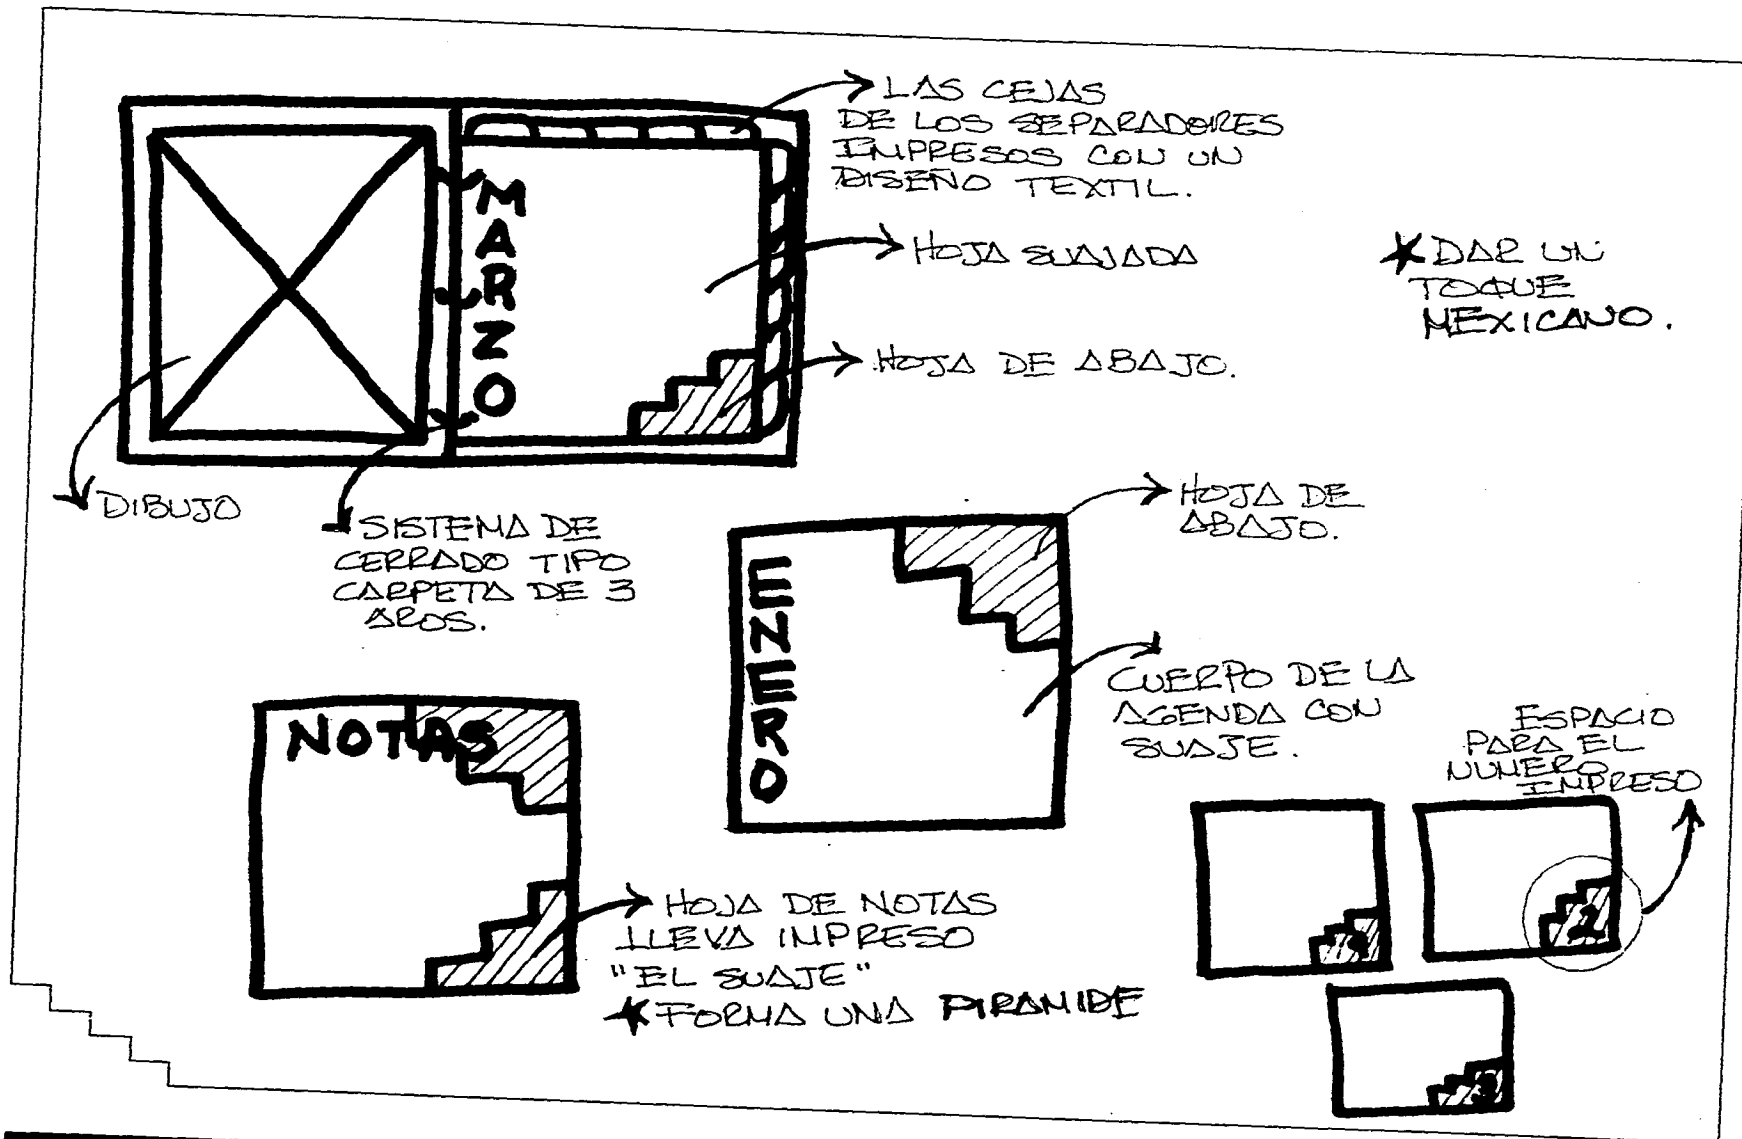 LAS CEJAS
DE LOS SEPARADORES
IMPRESOS CON UN
DISEÑO TEXTIL.
MARZO
HOJA SUAJADA
* DAR UN
TOQUE
MEXICANO.
HOJA DE ABAJO.
DIBUJO
SISTEMA DE
CERRADO TIPO
CARPETA DE 3
AROS.
HOJA DE
ABAJO.
ENERO
CUERPO DE LA
AGENDA CON
SUAJE.
NOTAS
ESPACIO
PARA EL
NUMERO
IMPRESO
HOJA DE NOTAS
LLEVA IMPRESO
"EL SUAJE"
* FORMA UNA PIRAMIDE
1
2
3